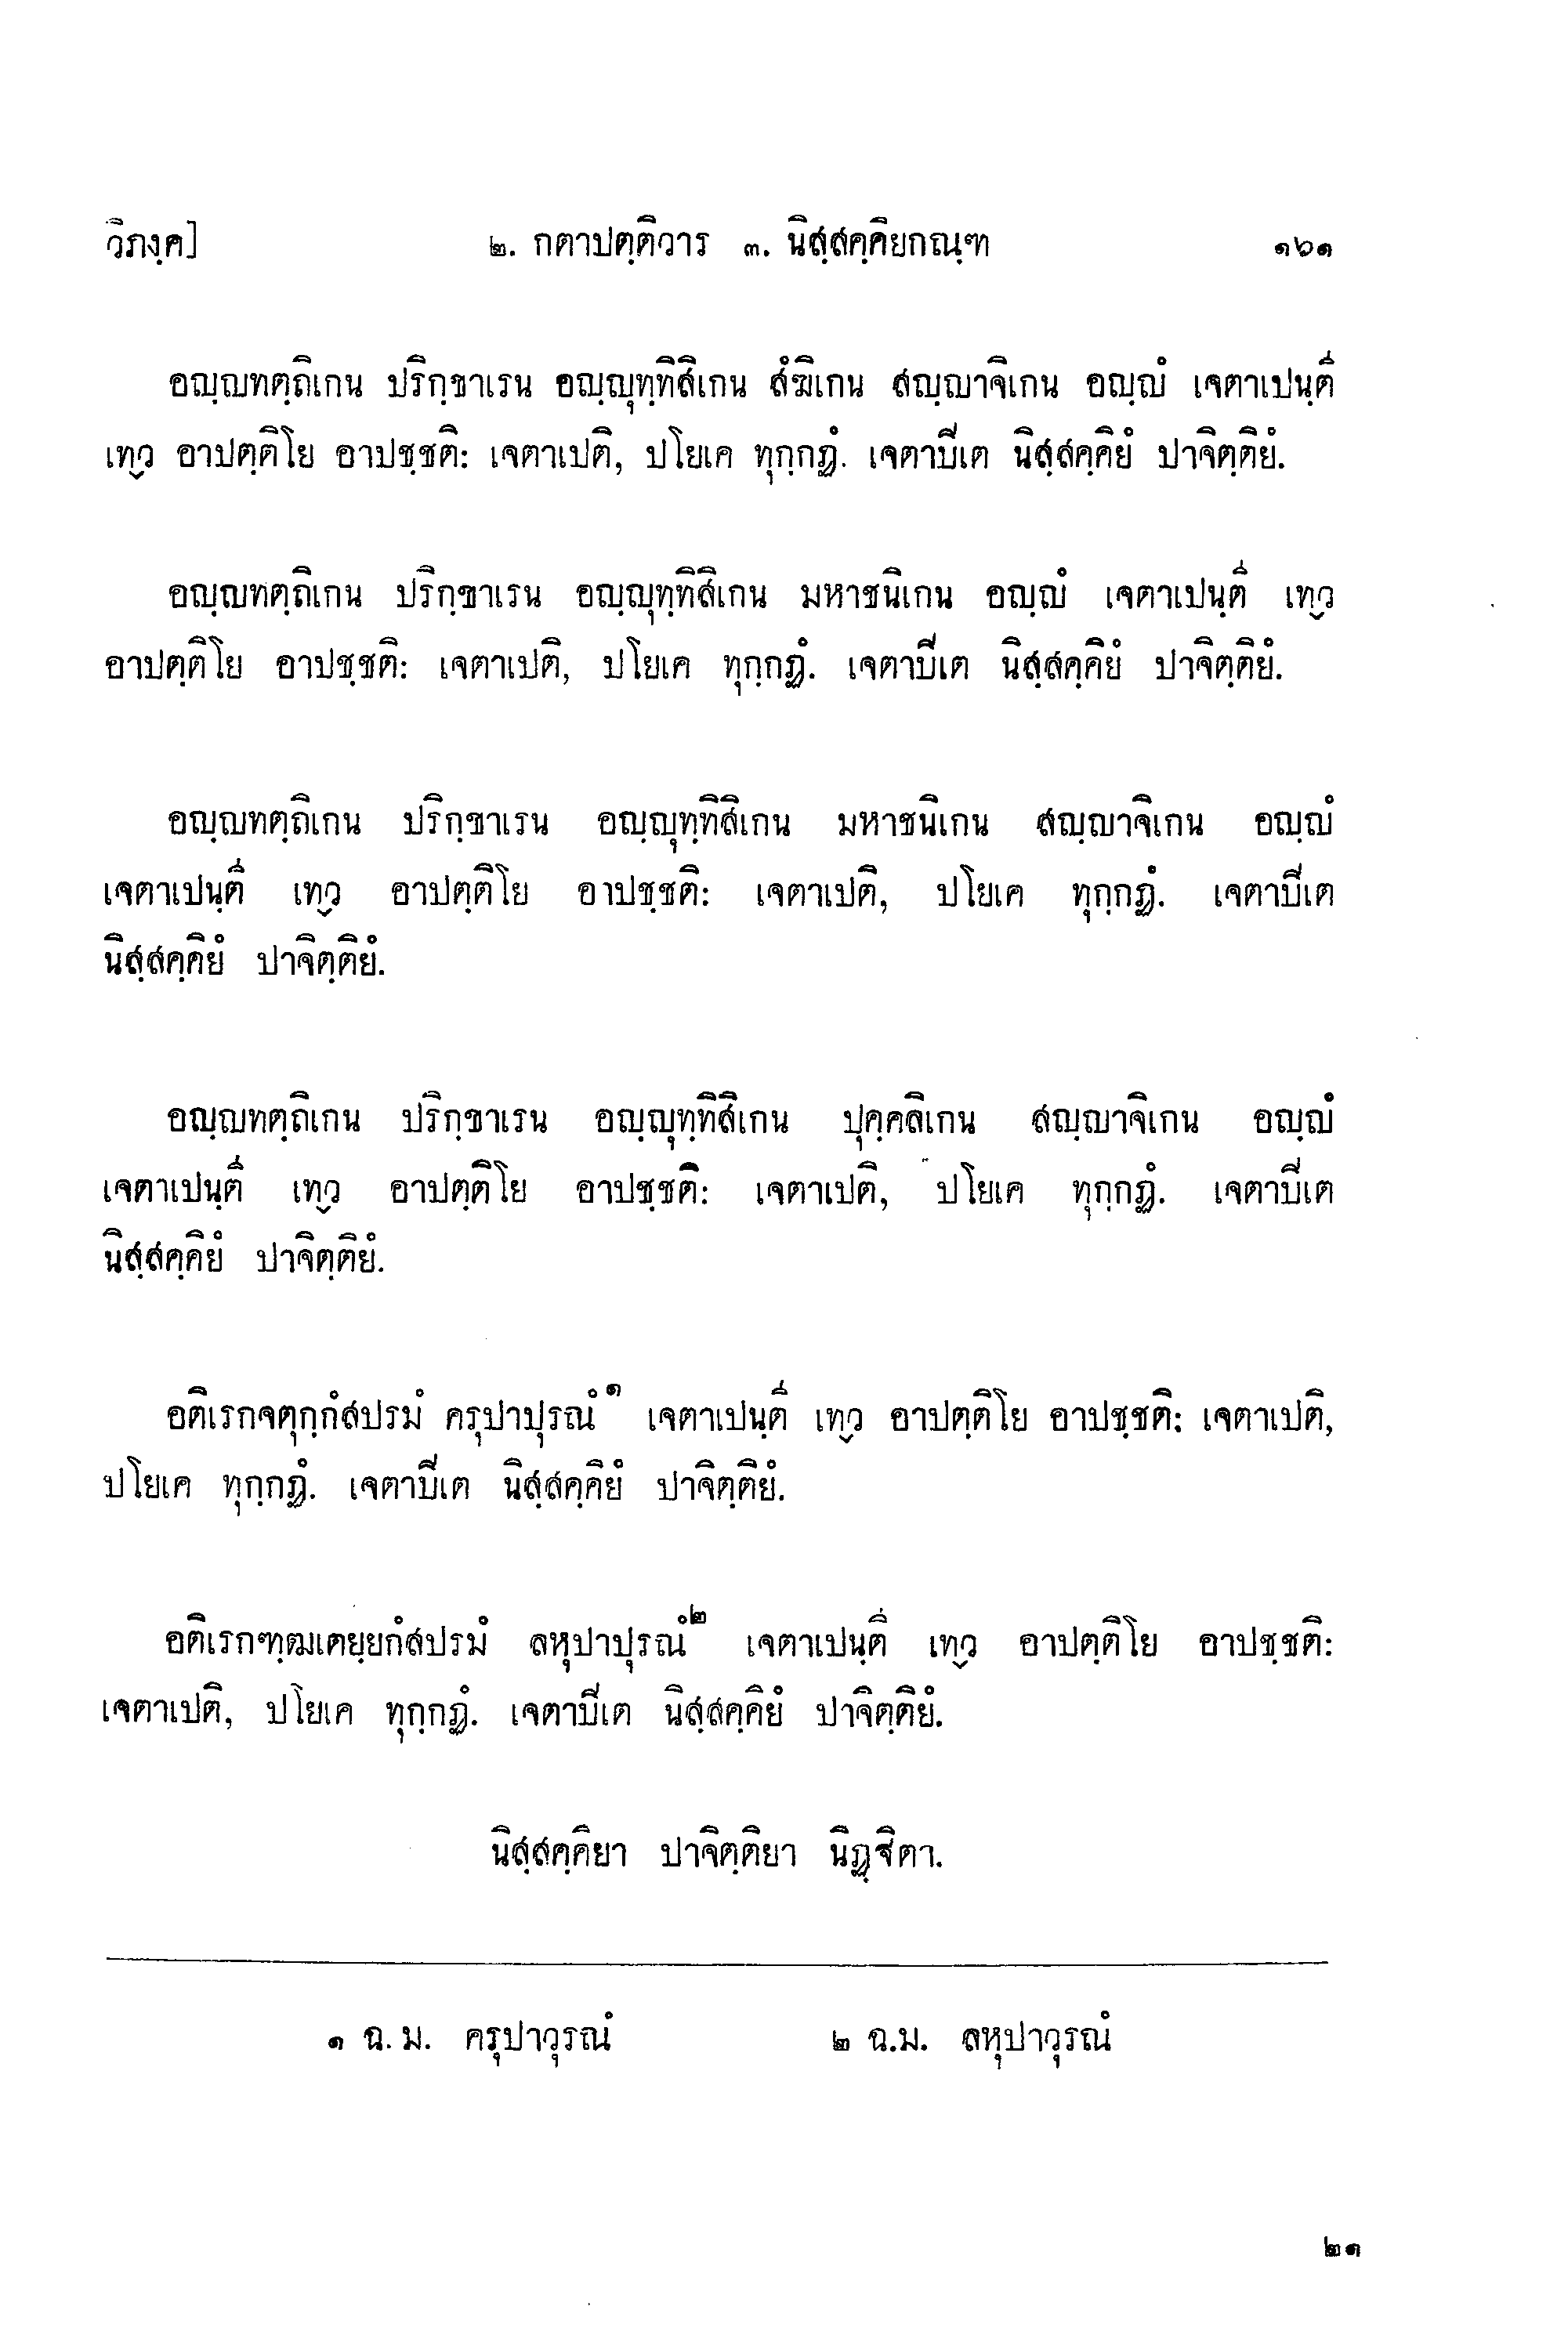 วิภงฺค] ๒. กตาปตฺติวาร ๓. นิสฺสคฺคิยกณฺฑ ๑๖๑
อญฺญทตฺถิเกน ปริกฺขาเรน อญฺญุทฺทิสิเกน สํฆิเกน สญฺญาจิเกน อญฺญํ เจตาเปนฺตี
เทฺว อาปตฺติโย อาปชฺชติ: เจตาเปติ, ปโยเค ทุกฺกฏํ. เจตาปิเต นิสฺสคฺคิยํ ปาจิตฺติยํ.
อญฺญทตฺถิเกน ปริกฺขาเรน อญฺญุทฺทิสิเกน มหาชนิเกน อญฺญํ เจตาเปนฺตี เทฺว
อาปตฺติโย อาปชฺชติ: เจตาเปติ, ปโยเค ทุกฺกฏํ. เจตาปิเต นิสฺสคฺคิยํ ปาจิตฺติยํ.
อญฺญทตฺถิเกน ปริกฺขาเรน อญฺญุทฺทิสิเกน มหาชนิเกน สญฺญาจิเกน อญฺญํ
เจตาเปนฺตี เทฺว อาปตฺติโย อาปชฺชติ: เจตาเปติ, ปโยเค ทุกฺกฏํ. เจตาปิเต
นิสฺสคฺคิยํ ปาจิตฺติยํ.
อญฺญทตฺถิเกน ปริกฺขาเรน อญฺญุทฺทิสิเกน ปุคฺคลิเกน สญฺญาจิเกน อญฺญํ
เจตาเปนฺตี เทฺว อาปตฺติโย อาปชฺชติ: เจตาเปติ, ปโยเค ทุกฺกฏํ. เจตาปิเต
นิสฺสคฺคิยํ ปาจิตฺติยํ.
อติเรกจตุกฺกํสปรมํ ครุปาปุรณํ๑ เจตาเปนฺตี เทฺว อาปตฺติโย อาปชฺชติ: เจตาเปติ,
ปโยเค ทุกฺกฏํ. เจตาปิเต นิสฺสคฺคิยํ ปาจิตฺติยํ.
อติเรกฑฺฒเตยฺยกํสปรมํ ลหุปาปุรณํ๒ เจตาเปนฺตี เทฺว อาปตฺติโย อาปชฺชติ:
เจตาเปติ, ปโยเค ทุกฺกฏํ. เจตาปิเต นิสฺสคฺคิยํ ปาจิตฺติยํ.
นิสฺสคฺคิยา ปาจิตฺติยา นิฏฺฐิตา.
๑ ฉ. ม. ครุปาวุรณํ ๒ ฉ.ม. ลหุปาวุรณํ
๒๑